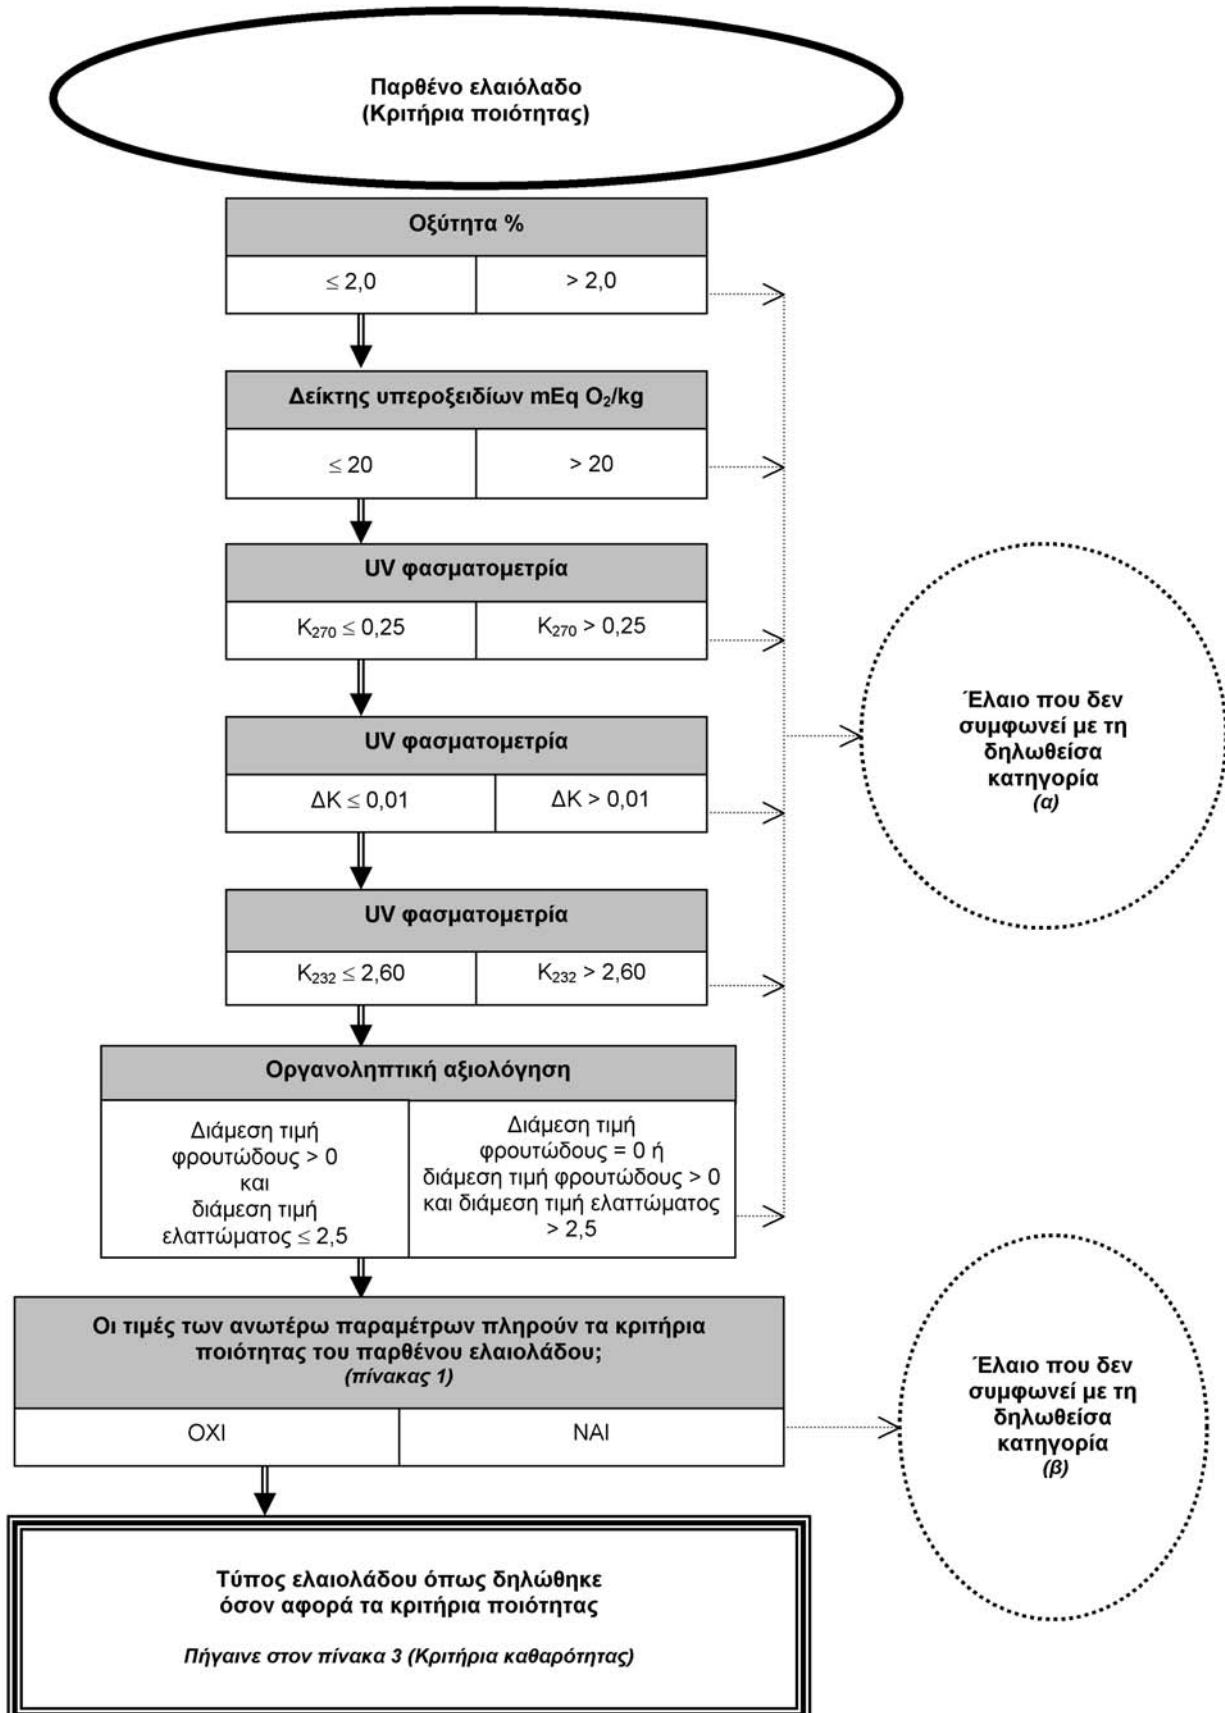 Παρθένο ελαιόλαδο
(Κριτήρια ποιότητας)
Οξύτητα %
≤ 2,0
> 2,0
Δείκτης υπεροξειδίων mEq O₂/kg
≤ 20
> 20
UV φασματομετρία
K₂₇₀ ≤ 0,25
K₂₇₀ > 0,25
UV φασματομετρία
ΔK ≤ 0,01
ΔK > 0,01
UV φασματομετρία
K₂₃₂ ≤ 2,60
K₂₃₂ > 2,60
Έλαιο που δεν
συμφωνεί με τη
δηλωθείσα
κατηγορία
(α)
Οργανοληπτική αξιολόγηση
Διάμεση τιμή
φρουτώδους > 0
και
διάμεση τιμή
ελαττώματος ≤ 2,5
Διάμεση τιμή
φρουτώδους = 0 ή
διάμεση τιμή φρουτώδους > 0
και διάμεση τιμή ελαττώματος
> 2,5
Οι τιμές των ανωτέρω παραμέτρων πληρούν τα κριτήρια
ποιότητας του παρθένου ελαιολάδου;
(πίνακας 1)
ΟΧΙ
ΝΑΙ
Έλαιο που δεν
συμφωνεί με τη
δηλωθείσα
κατηγορία
(β)
Τύπος ελαιολάδου όπως δηλώθηκε
όσον αφορά τα κριτήρια ποιότητας
Πήγαινε στον πίνακα 3 (Κριτήρια καθαρότητας)